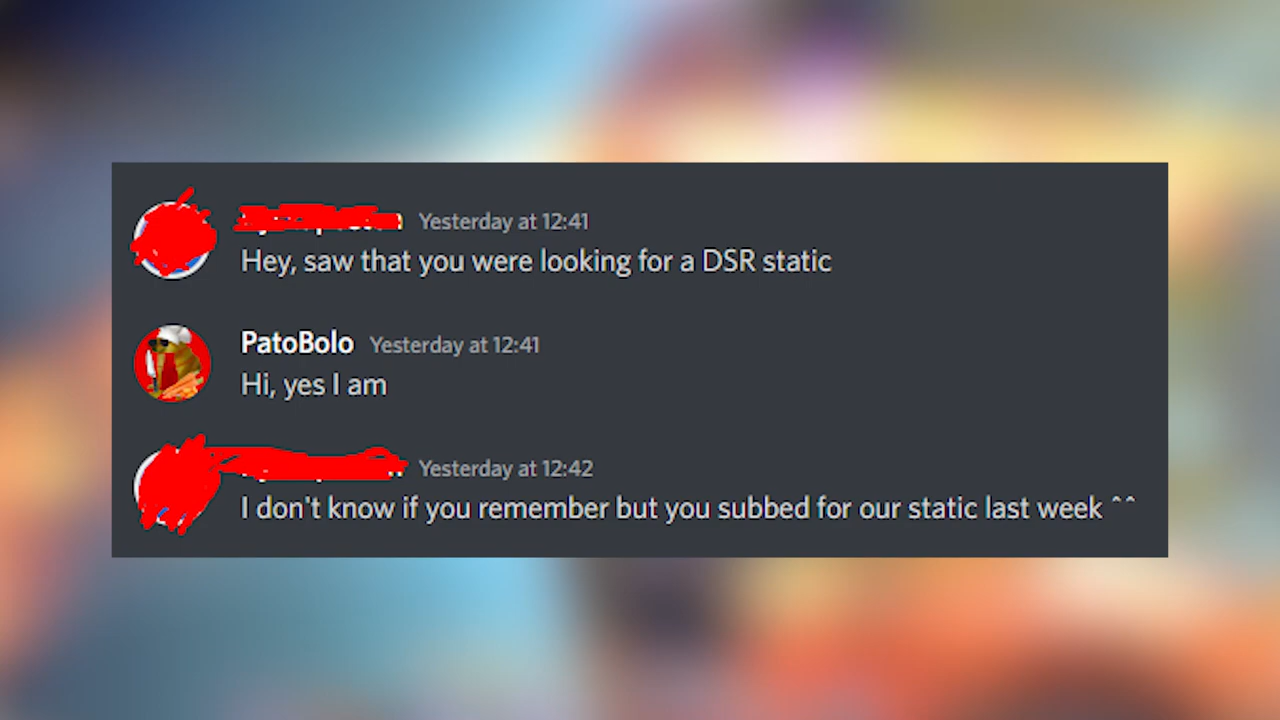 Yesterday at 12:41
Hey, saw that you were looking for a DSR static
PatoBolo Yesterday at 12:41
Hi, yes I am
Yesterday at 12:42
I don't know if you remember but you subbed for our static last week ^^